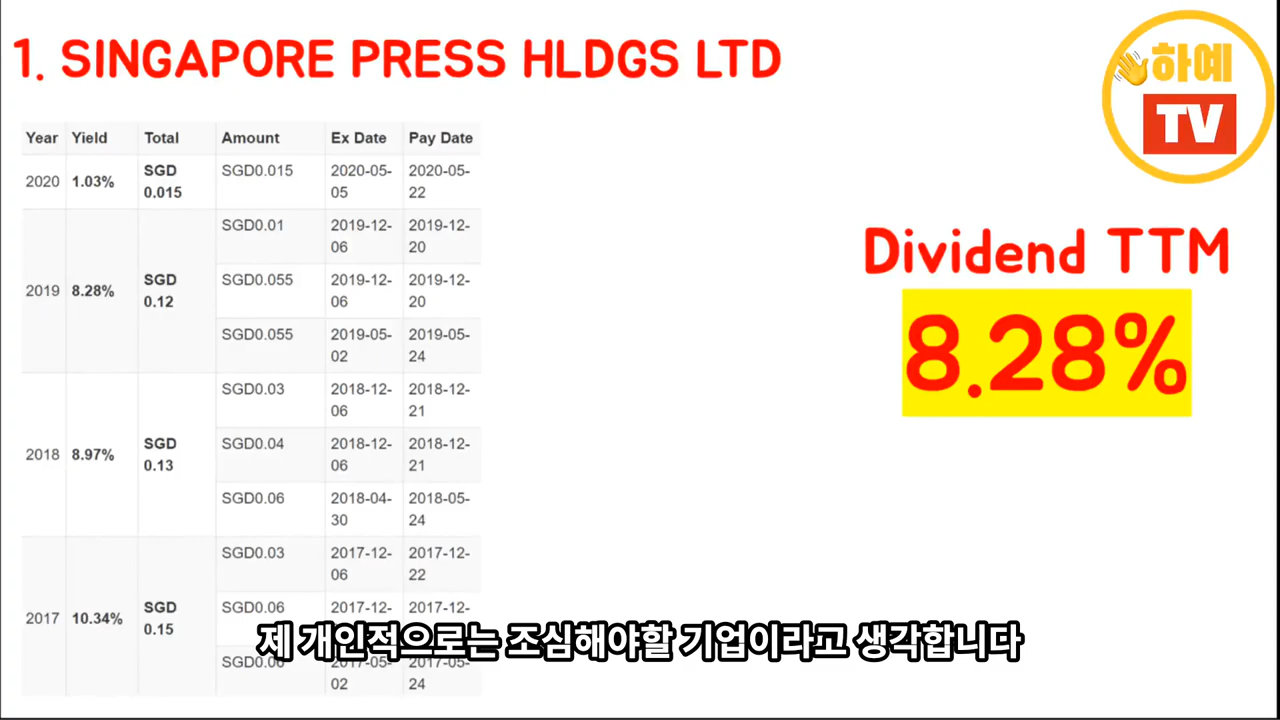 1. SINGAPORE PRESS HLDGS LTD
하예
TV
Year Yield Total Amount Ex Date Pay Date
2020 1.03% SGD 0.015 SGD0.015 2020-05-05 2020-05-22
2019 8.28% SGD 0.12 SGD0.01 2019-12-06 2019-12-20
SGD0.055 2019-12-06 2019-12-20
SGD0.055 2019-05-02 2019-05-24
2018 8.97% SGD 0.13 SGD0.03 2018-12-06 2018-12-21
SGD0.04 2018-12-06 2018-12-21
SGD0.06 2018-04-30 2018-05-24
2017 10.34% SGD 0.15 SGD0.03 2017-12-06 2017-12-22
SGD0.06 2017-12- 2017-12-
2017-05-02 2017-05-24
Dividend TTM
8.28%
제 개인적으로는 조심해야할 기업이라고 생각합니다